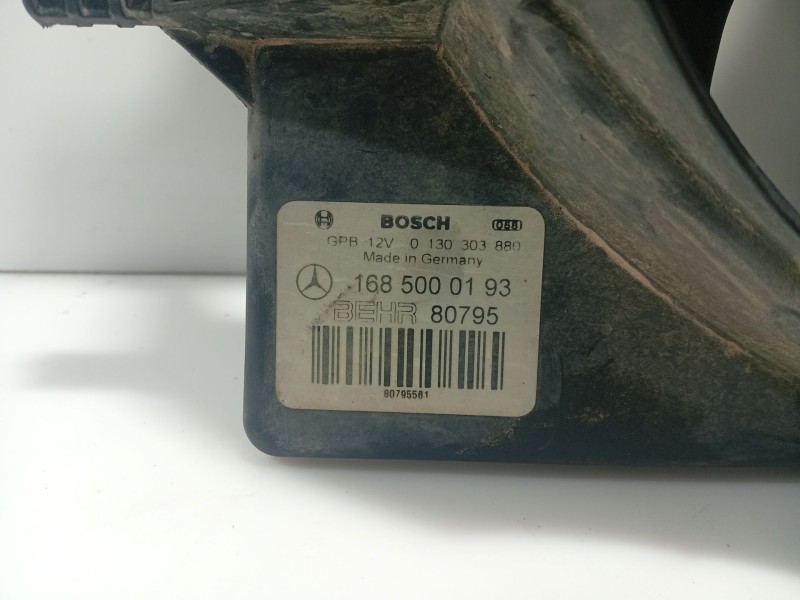 BOSCH 058
GPB 12V 0 130 303 880
Made in Germany
168 500 01 93
BEHR 80795
80795561